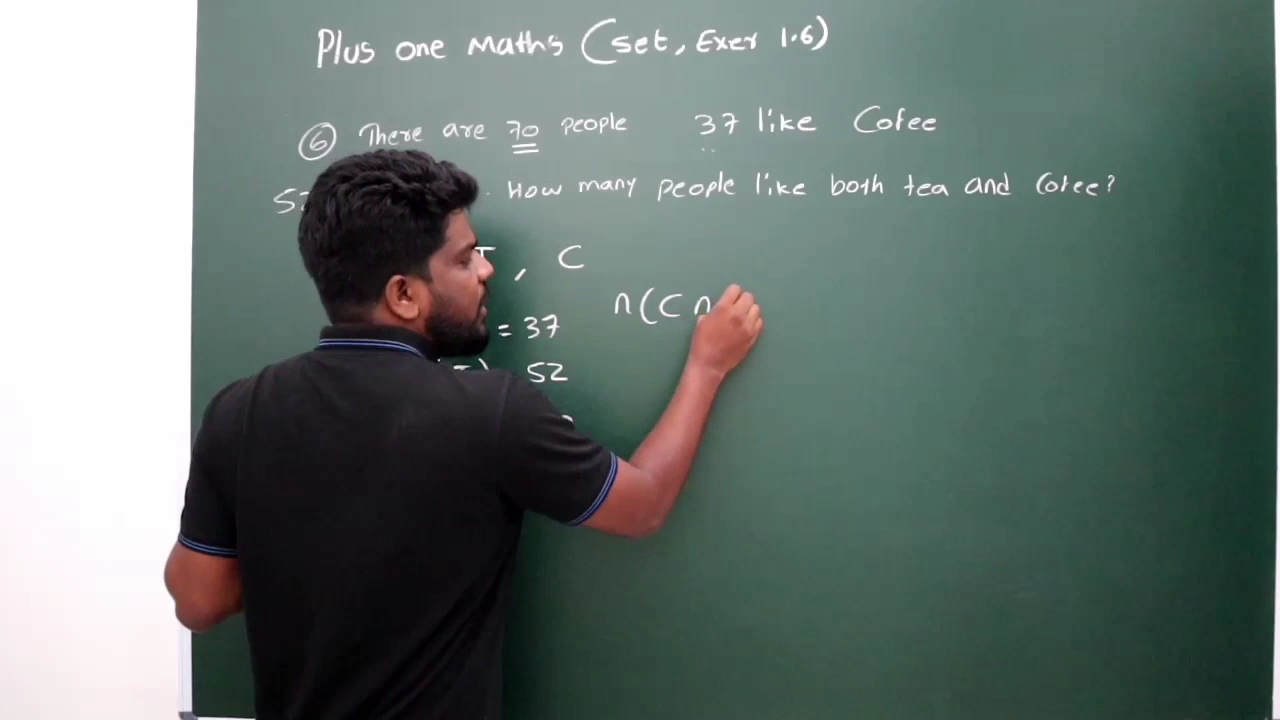 Plus one Maths (set, Exer 1.6)
6 There are 70 people 37 like Cofee
How many people like both tea and Cofee?
, C
= 37
52
n(C ∩